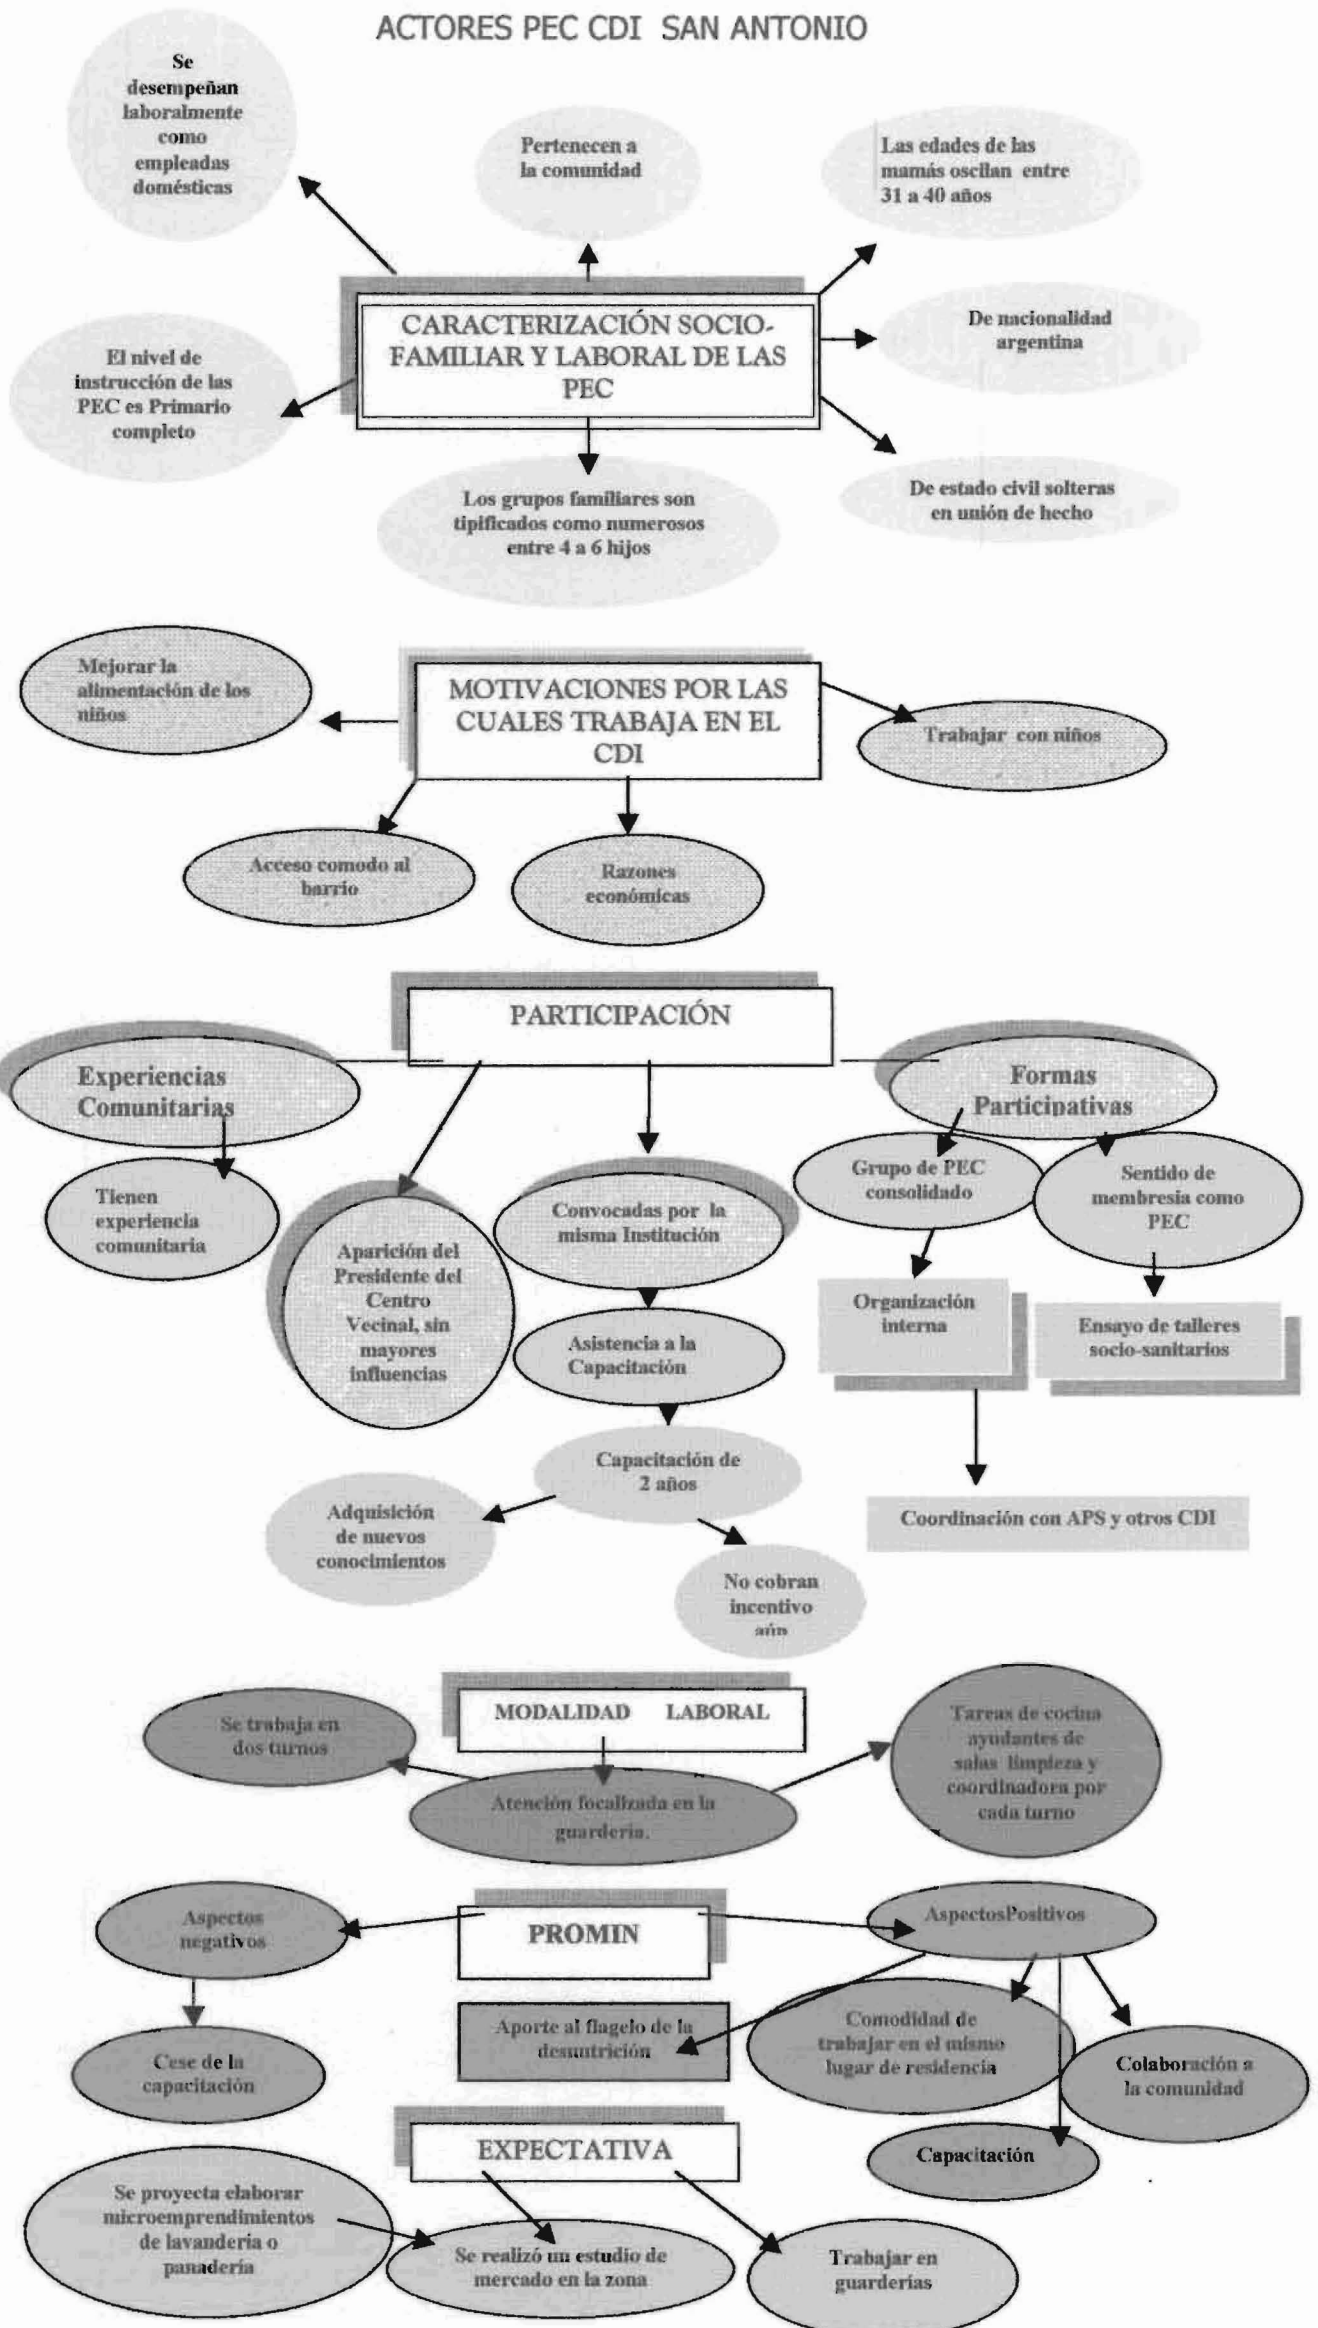 ACTORES PEC CDI SAN ANTONIO
Se
desempeñan
laboralmente
como
empleadas
domésticas
Pertenecen a
la comunidad
Las edades de las
mamás oscilan entre
31 a 40 años
CARACTERIZACIÓN SOCIO-
FAMILIAR Y LABORAL DE LAS
PEC
De nacionalidad
argentina
El nivel de
instrucción de las
PEC es Primario
completo
Los grupos familiares son
tipificados como numerosos
entre 4 a 6 hijos
De estado civil solteras
en unión de hecho
Mejorar la
alimentación de los
niños
MOTIVACIONES POR LAS
CUALES TRABAJA EN EL
CDI
Trabajar con niños
Acceso comodo al
barrio
Razones
económicas
PARTICIPACIÓN
Experiencias
Comunitarias
Formas
Participativas
Tienen
experiencia
comunitaria
Aparición del
Presidente del
Centro
Vecinal, sin
mayores
influencias
Convocadas por la
misma Institución
Grupo de PEC
consolidado
Sentido de
membresia como
PEC
Asistencia a la
Capacitación
Organización
interna
Ensayo de talleres
socio-sanitarios
Capacitación de
2 años
Adquisición
de nuevos
conocimientos
No cobran
incentivo
aún
Coordinación con APS y otros CDI
MODALIDAD LABORAL
Se trabaja en
dos turnos
Atención focalizada en la
guardería.
Tareas de cocina
ayudantes de
salas limpieza y
coordinadora por
cada turno
Aspectos
negativos
PROMIN
AspectosPositivos
Cese de la
capacitación
Aporte al flagelo de la
desnutrición
Comodidad de
trabajar en el mismo
lugar de residencia
Colaboración a
la comunidad
Capacitación
EXPECTATIVA
Se proyecta elaborar
microemprendimientos
de lavandería o
panadería
Se realizó un estudio de
mercado en la zona
Trabajar en
guarderías